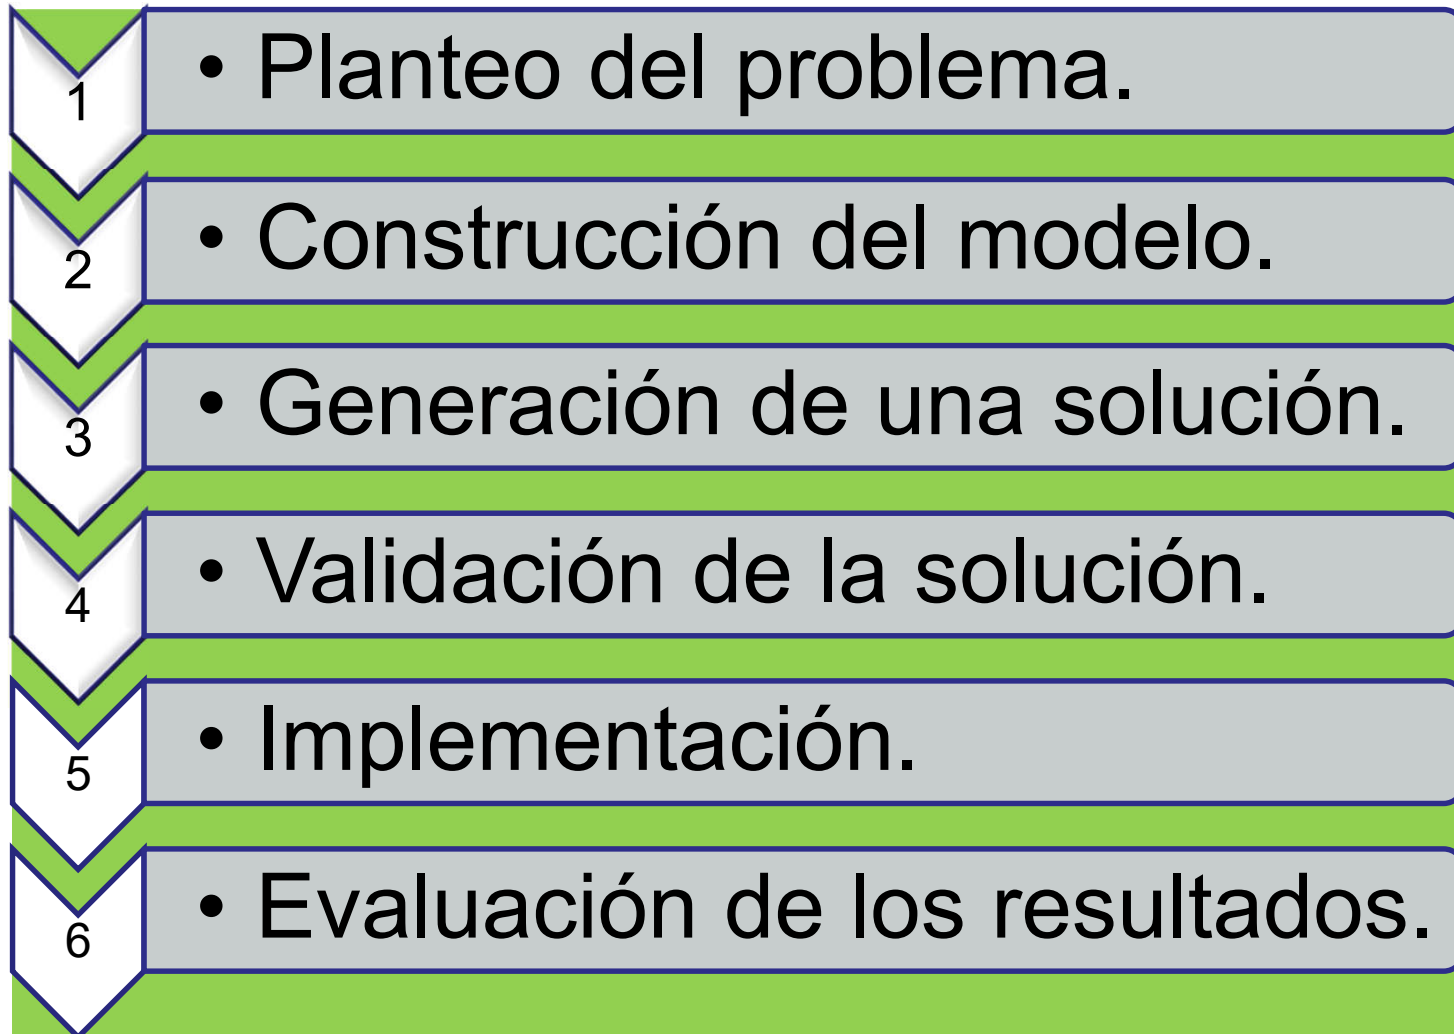 1 • Planteo del problema.
2 • Construcción del modelo.
3 • Generación de una solución.
4 • Validación de la solución.
5 • Implementación.
6 • Evaluación de los resultados.